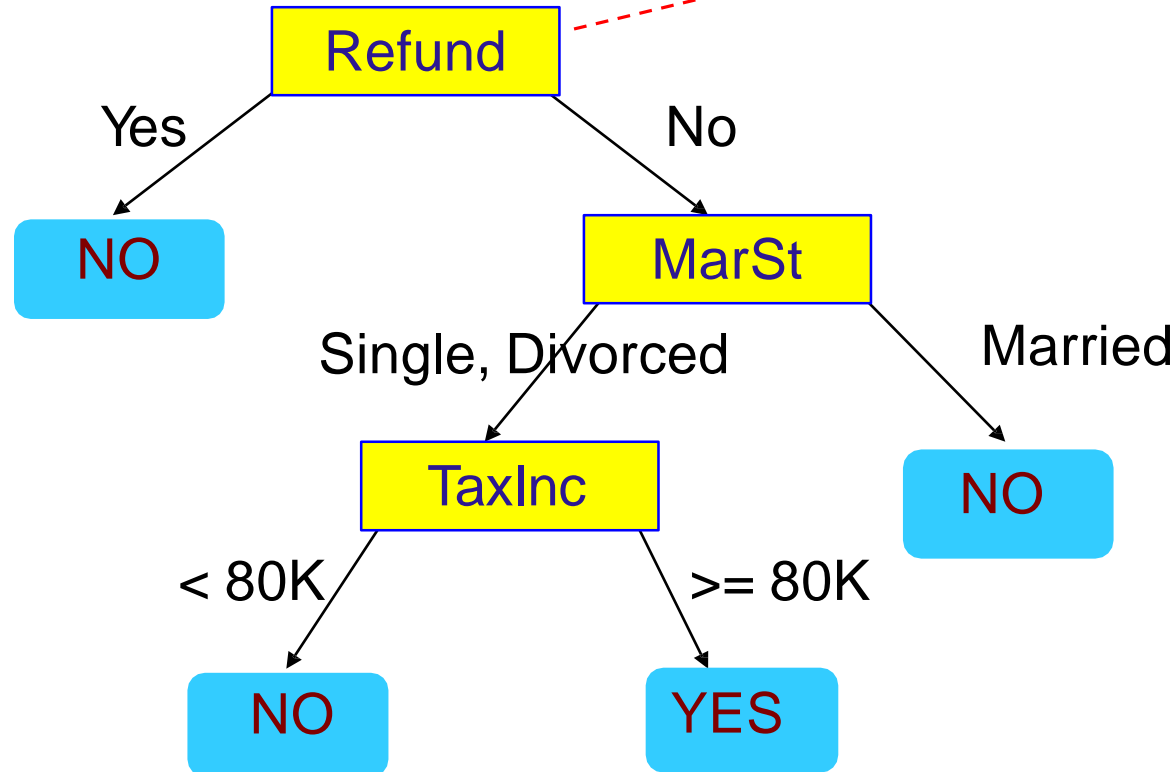 Refund
Yes
No
NO
MarSt
Single, Divorced
Married
TaxInc
NO
< 80K
>= 80K
NO
YES